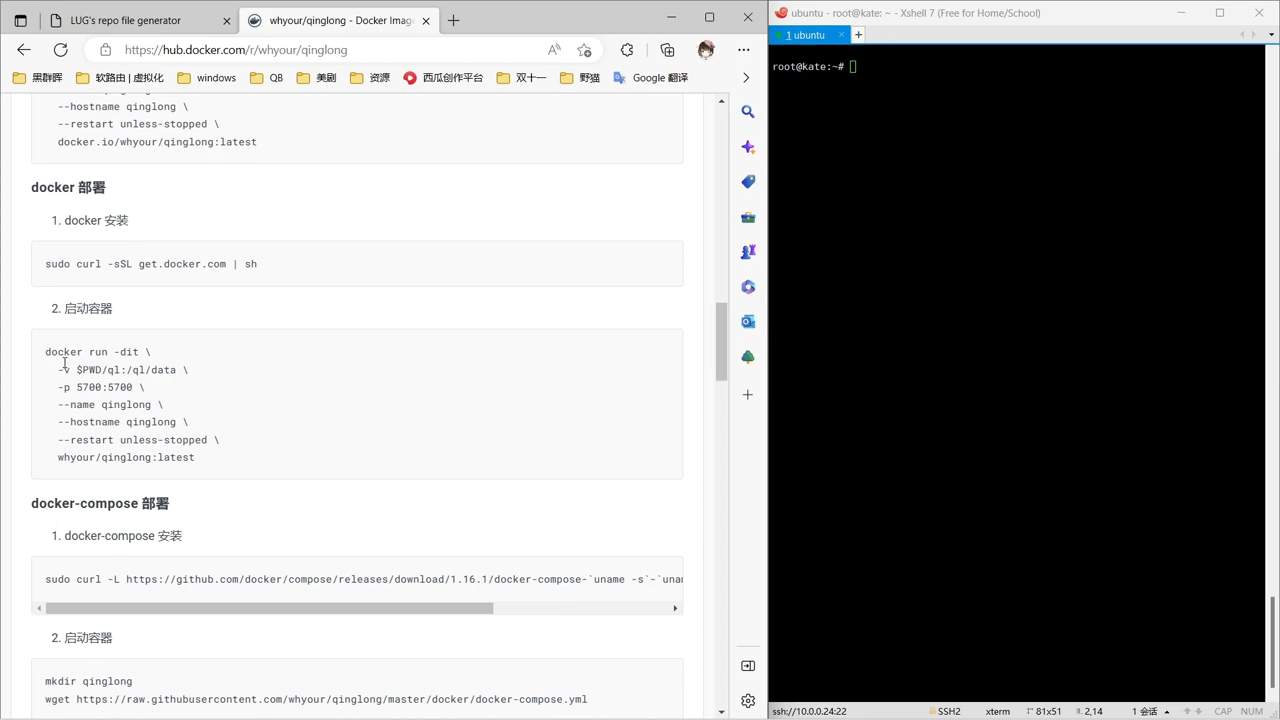 LUG's repo file generator
whyour/qinglong - Docker Imag
ubuntu - root@kate: ~ - Xshell 7 (Free for Home/School)
1 ubuntu
https://hub.docker.com/r/whyour/qinglong
黑群晖
软路由 | 虚拟化
windows
QB
美剧
资源
西瓜创作平台
双十一
野猫
Google 翻译
root@kate:~#
--hostname qinglong \
--restart unless-stopped \
docker.io/whyour/qinglong:latest
docker 部署
1. docker 安装
sudo curl -sSL get.docker.com | sh
2. 启动容器
docker run -dit \
-v $PWD/ql:/ql/data \
-p 5700:5700 \
--name qinglong \
--hostname qinglong \
--restart unless-stopped \
whyour/qinglong:latest
docker-compose 部署
1. docker-compose 安装
sudo curl -L https://github.com/docker/compose/releases/download/1.16.1/docker-compose-`uname -s`-`una
2. 启动容器
mkdir qinglong
wget https://raw.githubusercontent.com/whyour/qinglong/master/docker/docker-compose.yml
ssh://10.0.0.24:22
SSH2
xterm
81x51
2,14
1 会话
CAP
NUM